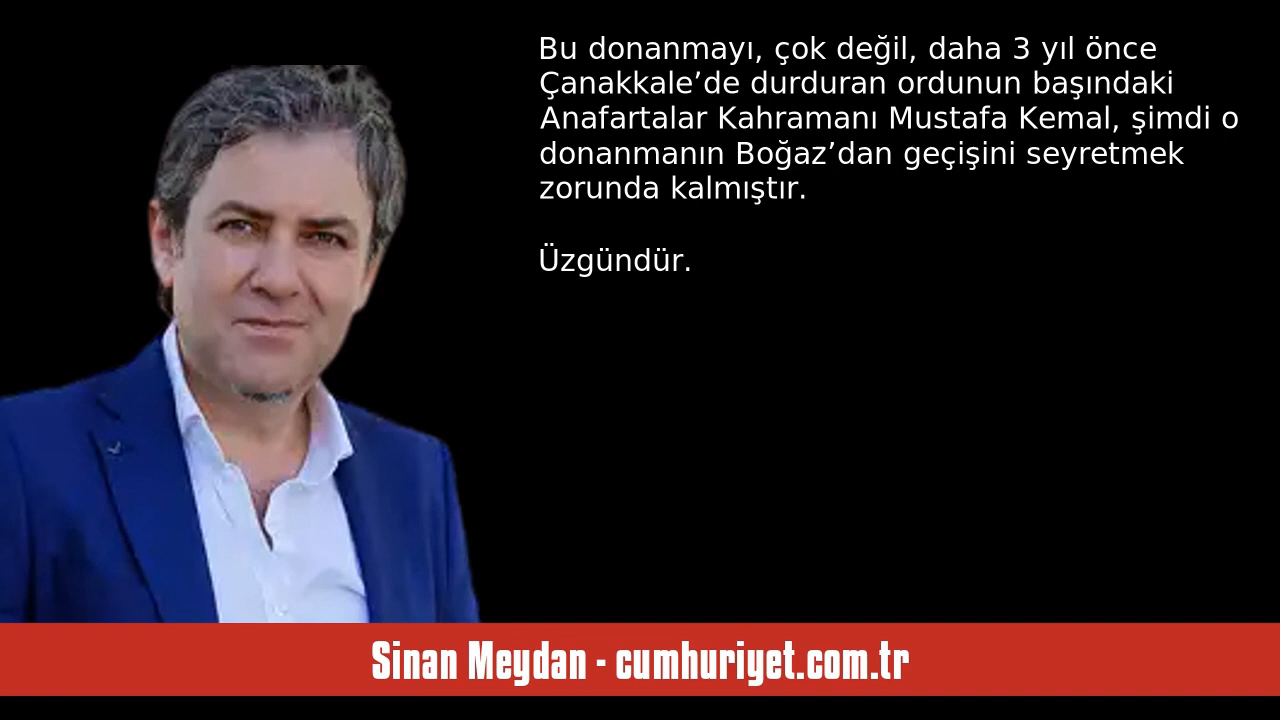 Bu donanmayı, çok değil, daha 3 yıl önce
Çanakkale’de durduran ordunun başındaki
Anafartalar Kahramanı Mustafa Kemal, şimdi o
donanmanın Boğaz’dan geçişini seyretmek
zorunda kalmıştır.
Üzgündür.
Sinan Meydan - cumhuriyet.com.tr